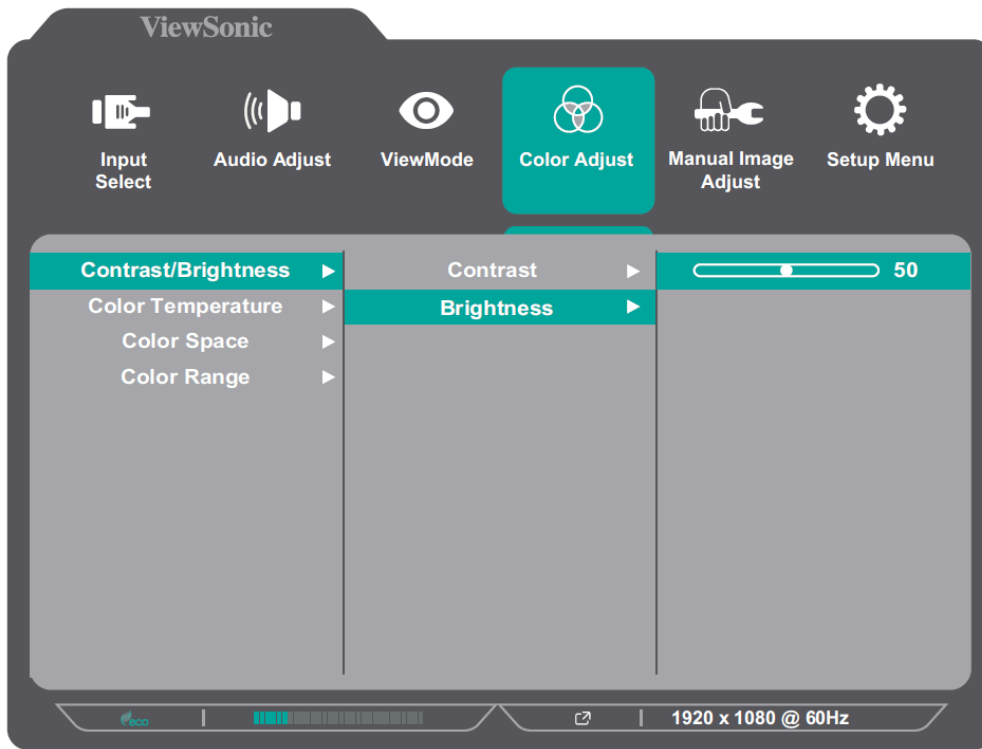 ViewSonic
Input
Select
Audio Adjust
ViewMode
Color Adjust
Manual Image
Adjust
Setup Menu
Contrast/Brightness
Contrast
50
Color Temperature
Brightness
Color Space
Color Range
eco
1920 x 1080 @ 60Hz